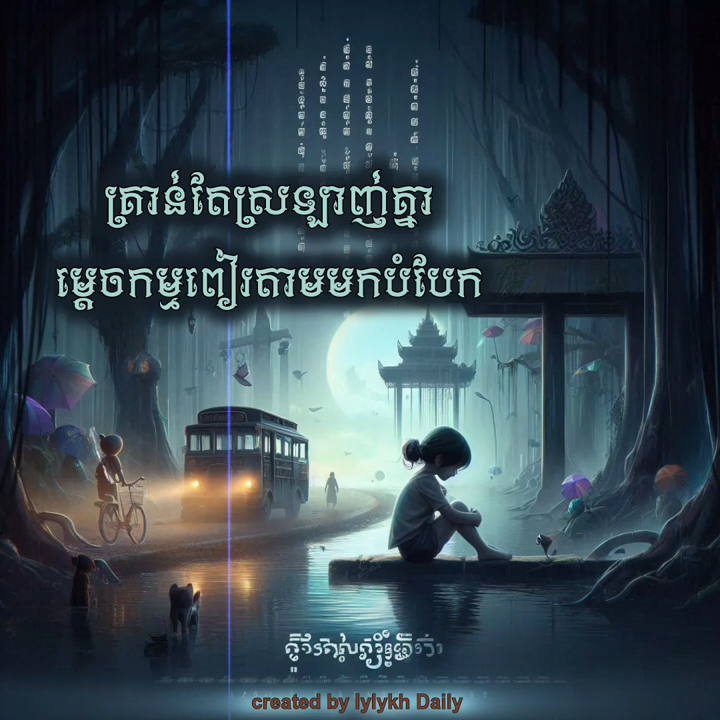 គ្រាន់តែស្រឡាញ់គ្នា
ម្ដេចកម្មពៀរតាមមកបំបែក
created by lylykh Daily